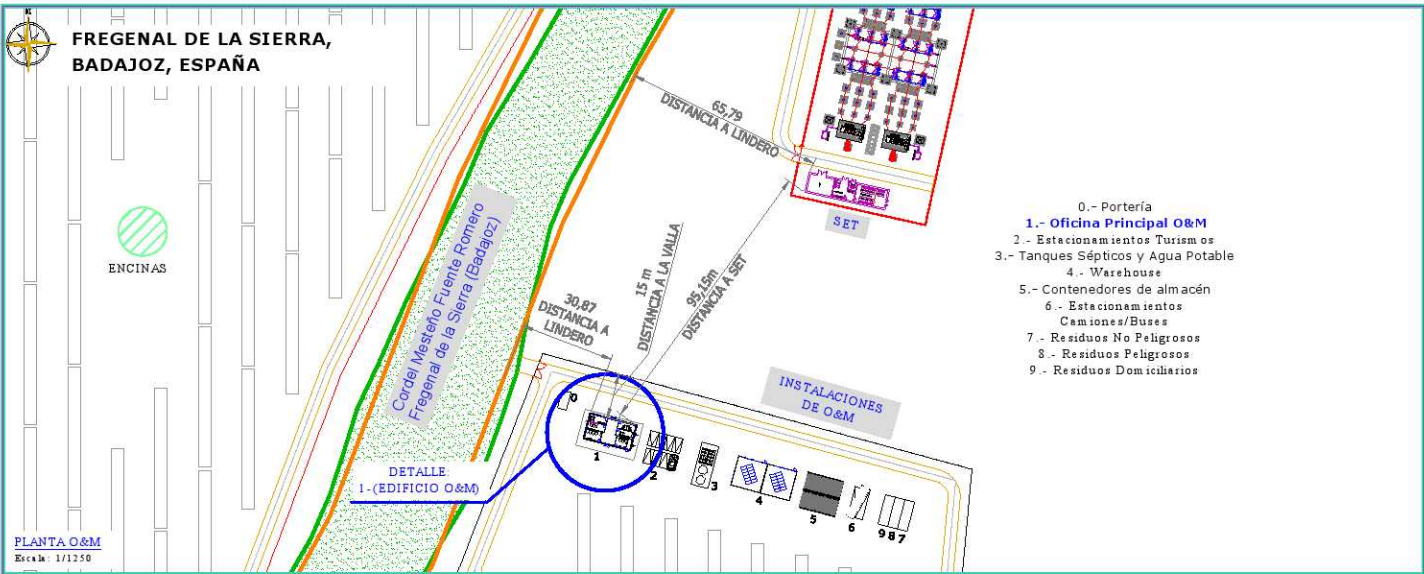 FREGENAL DE LA SIERRA,
BADAJOZ, ESPAÑA
ENCINAS
Cordel Mesteño Fuente Romero
Fregenal de la Sierra (Badajoz)
65,79
DISTANCIA A LINDERO
SET
30,87
DISTANCIA A
LINDERO
15 m
DISTANCIA A LA VALLA
95,15m
DISTANCIA A SET
INSTALACIONES
DE O&M
0
1
2
3
4
5
6
9 8 7
DETALLE:
1-(EDIFICIO O&M)
0.- Portería
1.- Oficina Principal O&M
2.- Estacionamientos Turismos
3.- Tanques Sépticos y Agua Potable
4.- Warehouse
5.- Contenedores de almacén
6.- Estacionamientos
Camiones/Buses
7.- Residuos No Peligrosos
8.- Residuos Peligrosos
9.- Residuos Domiciliarios
PLANTA O&M
Escala: 1/1250